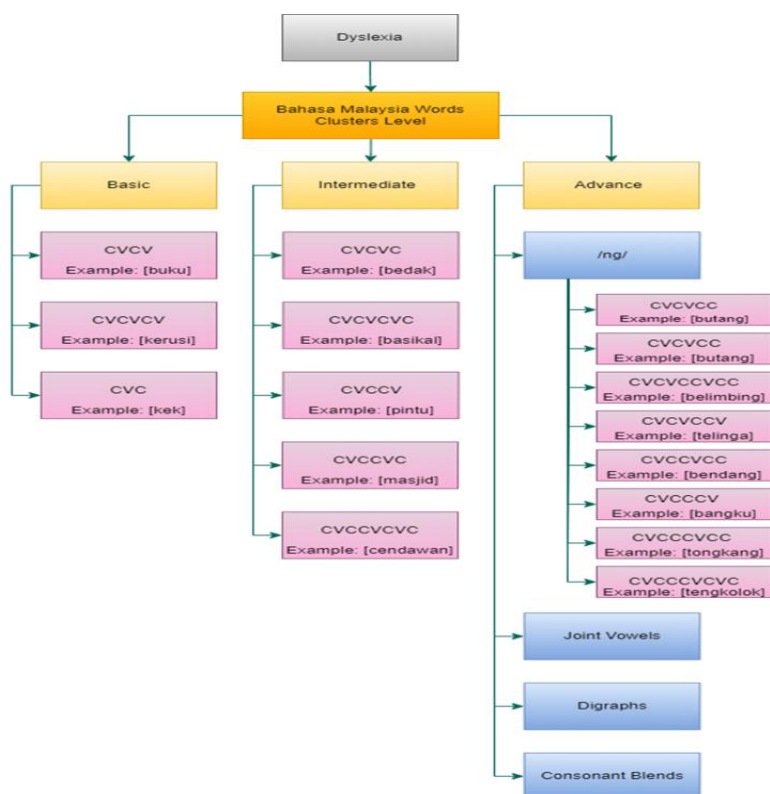 Dyslexia
Bahasa Malaysia Words
Clusters Level
Basic
CVCV
Example: [buku]
CVCVCV
Example: [kerusi]
CVC
Example: [kek]
Intermediate
CVCVC
Example: [bedak]
CVCVCVC
Example: [basikal]
CVCCV
Example: [pintu]
CVCCVC
Example: [masjid]
CVCCVCVC
Example: [cendawan]
Advance
/ng/
CVCVCC
Example: [butang]
CVCVCC
Example: [butang]
CVCVCCVCC
Example: [belimbing]
CVCVCCV
Example: [telinga]
CVCCVCC
Example: [bendang]
CVCCCV
Example: [bangku]
CVCCCVCC
Example: [tongkang]
CVCCCVCVC
Example: [tengkolok]
Joint Vowels
Digraphs
Consonant Blends